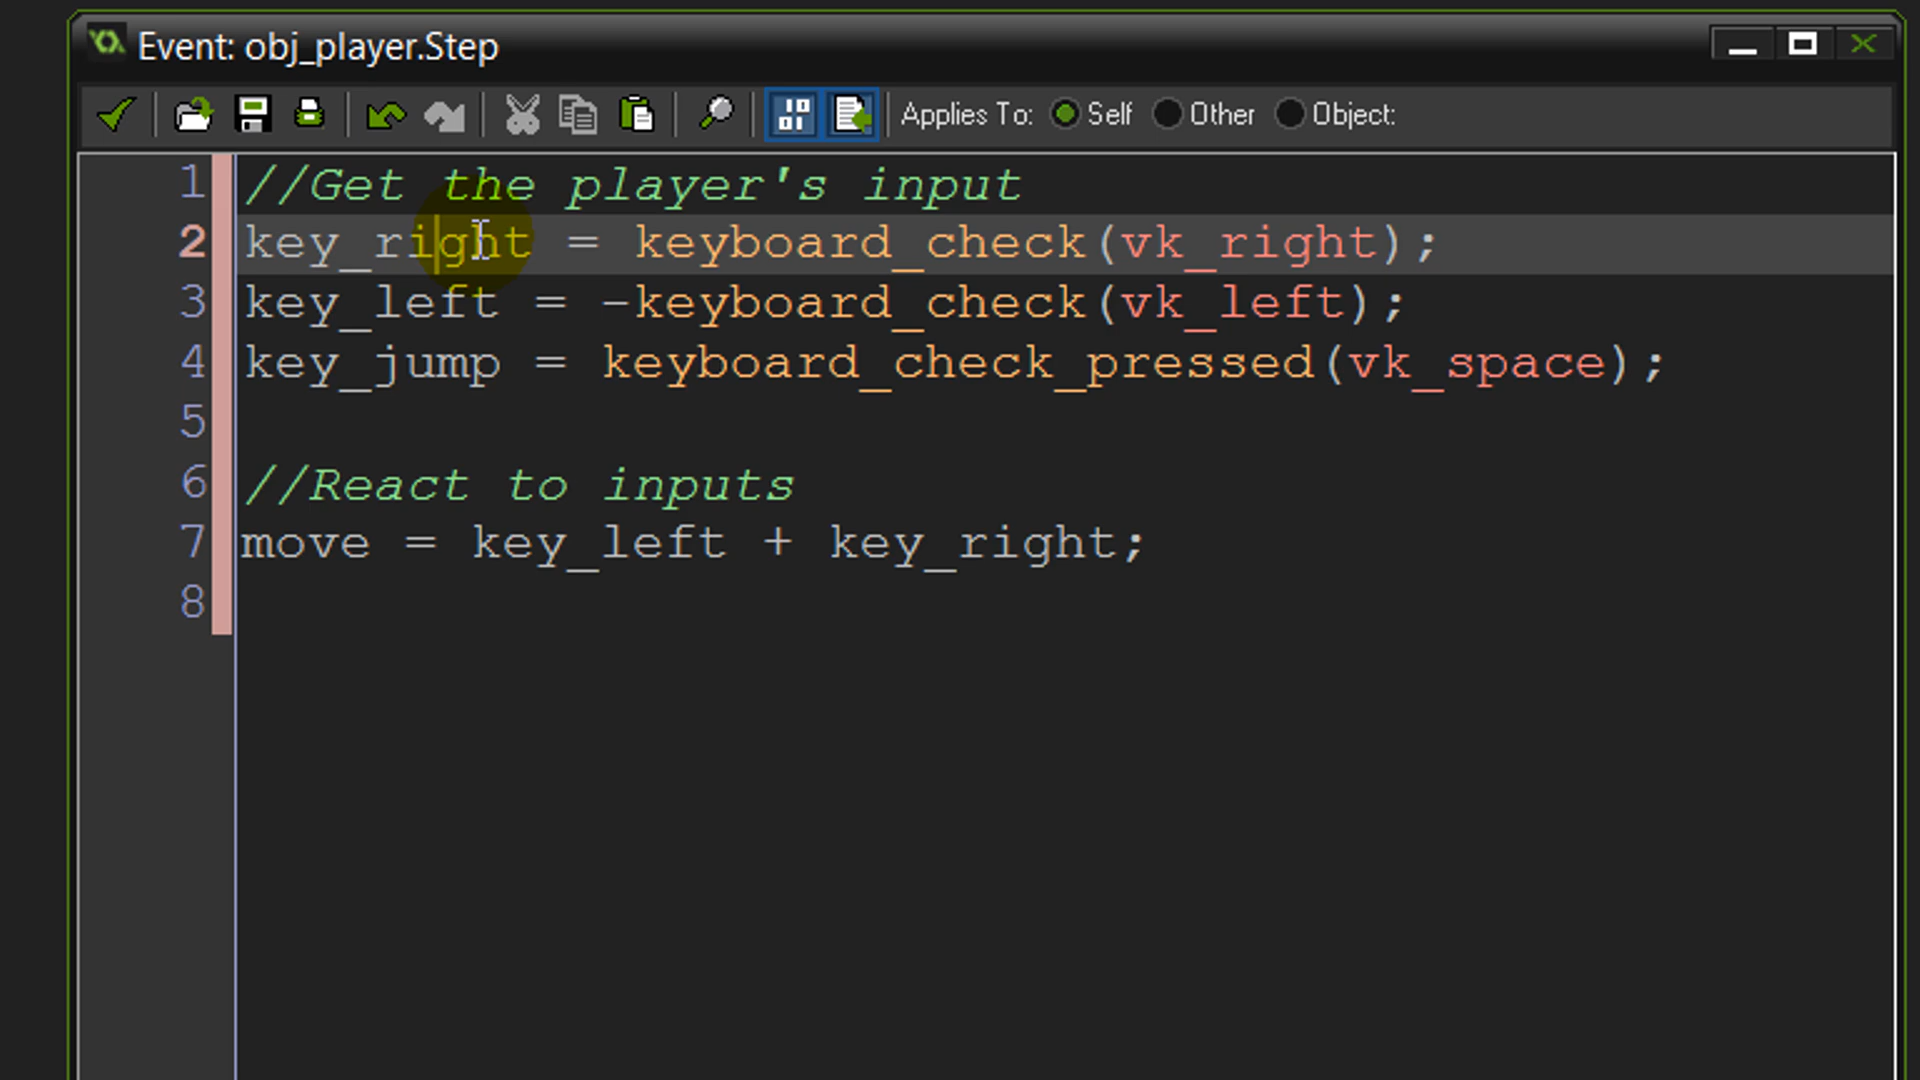 Event: obj_player.Step
Applies To: Self Other Object:
1 //Get the player's input
2 key_right = keyboard_check(vk_right);
3 key_left = -keyboard_check(vk_left);
4 key_jump = keyboard_check_pressed(vk_space);
5
6 //React to inputs
7 move = key_left + key_right;
8